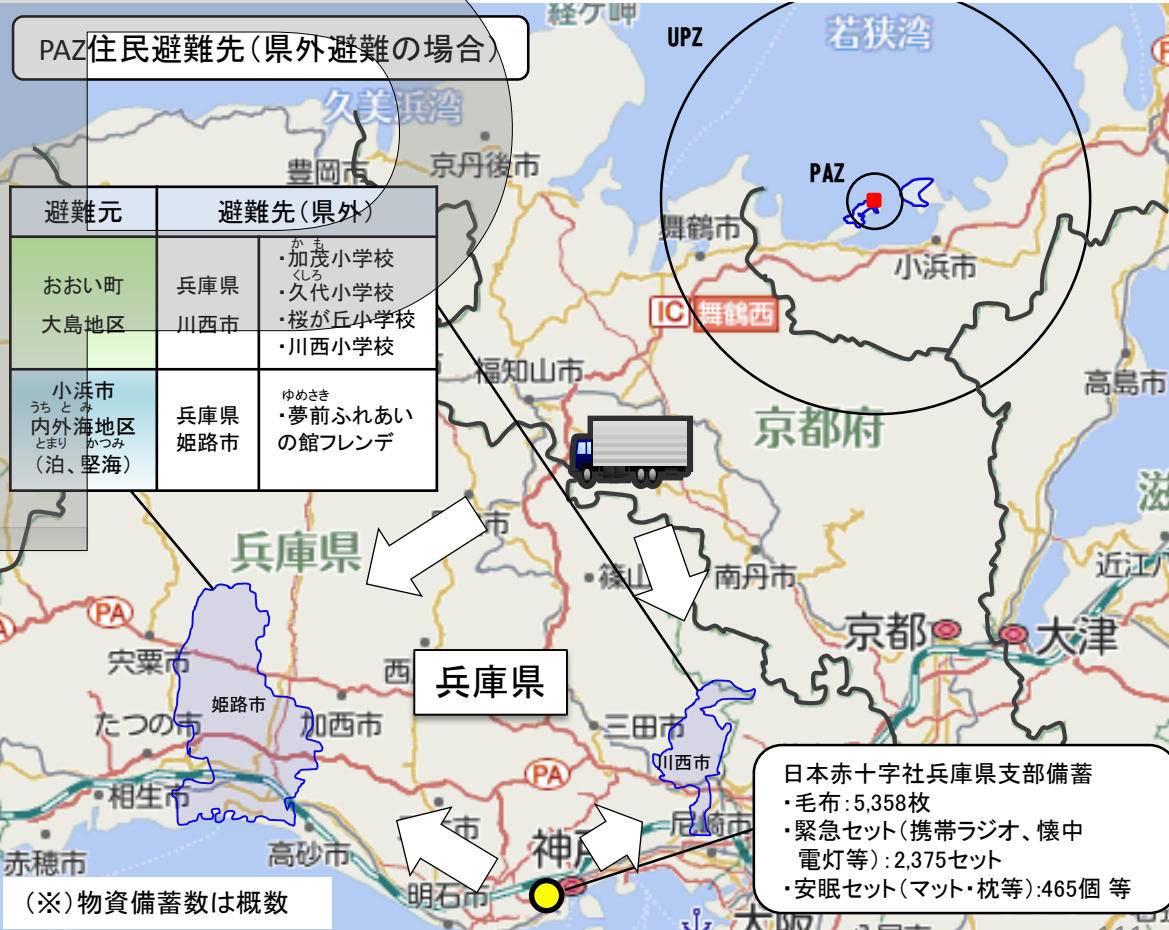 PAZ住民避難先(県外避難の場合)
経ケ岬
UPZ
若狭湾
久美浜湾
豊岡市
京丹後市
PAZ
舞鶴市
小浜市
IC 舞鶴西
避難元
避難先(県外)
おおい町
大島地区
兵庫県
川西市
かも
・加茂小学校
くしろ
・久代小学校
・桜が丘小学校
・川西小学校
小浜市
うちとみ
内外海地区
とまり かつみ
(泊、堅海)
兵庫県
姫路市
ゆめさき
・夢前ふれあい
の館フレンデ
福知山市
高島市
京都府
兵庫県
篠山
南丹市
近江八
滋
PA
京都
大津
宍粟市
西
兵庫県
姫路市
たつの市
加西市
三田市
川西市
PA
相生市
尼崎市
赤穂市
高砂市
神戸
明石市
大阪
日本赤十字社兵庫県支部備蓄
・毛布:5,358枚
・緊急セット(携帯ラジオ、懐中
電灯等):2,375セット
・安眠セット(マット・枕等):465個 等
(※)物資備蓄数は概数